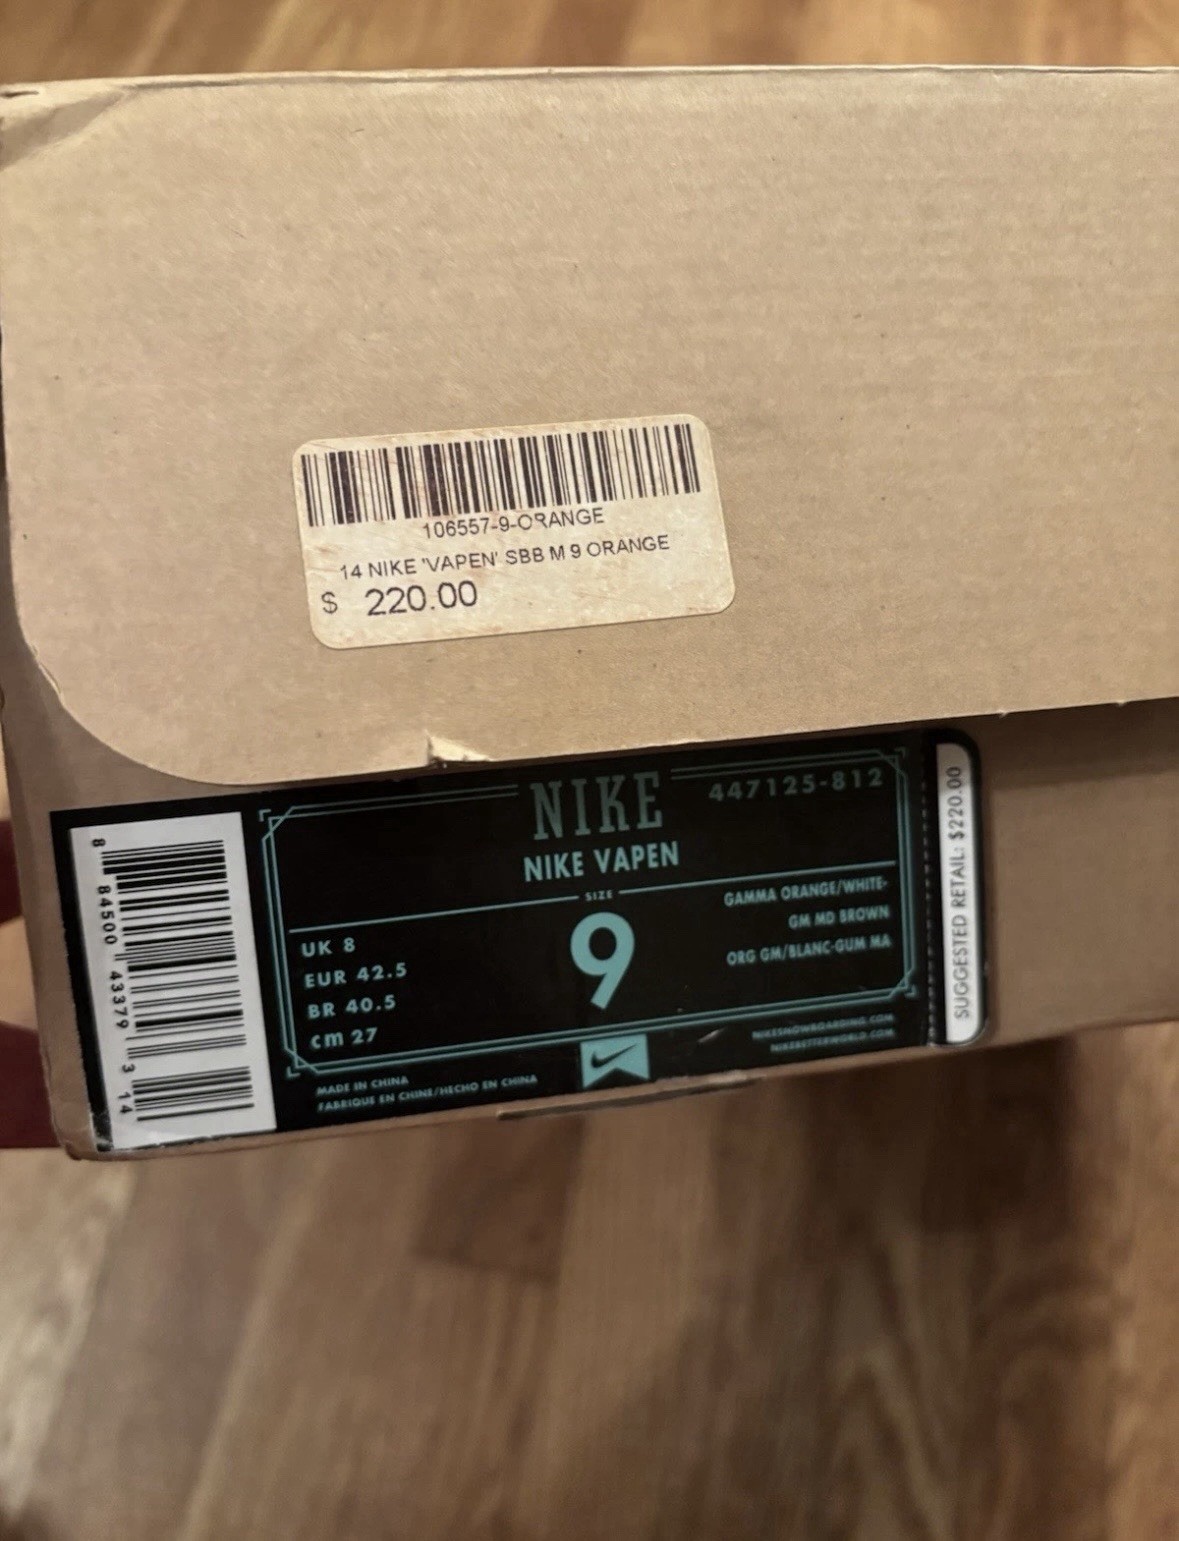 106557-9-ORANGE
14 NIKE 'VAPEN' SBB M 9 ORANGE
$ 220.00
NIKE
447125-812
NIKE VAPEN
SIZE
9
UK 8
EUR 42.5
BR 40.5
cm 27
GAMMA ORANGE/WHITE-
GM MD BROWN
ORG GM/BLANC-GUM MA
NIKESNOWBOARDING.COM
NIKEBETTERWORLD.COM
MADE IN CHINA
FABRIQUE EN CHINE/HECHO EN CHINA
8 84500 43379 3 14
SUGGESTED RETAIL: $220.00